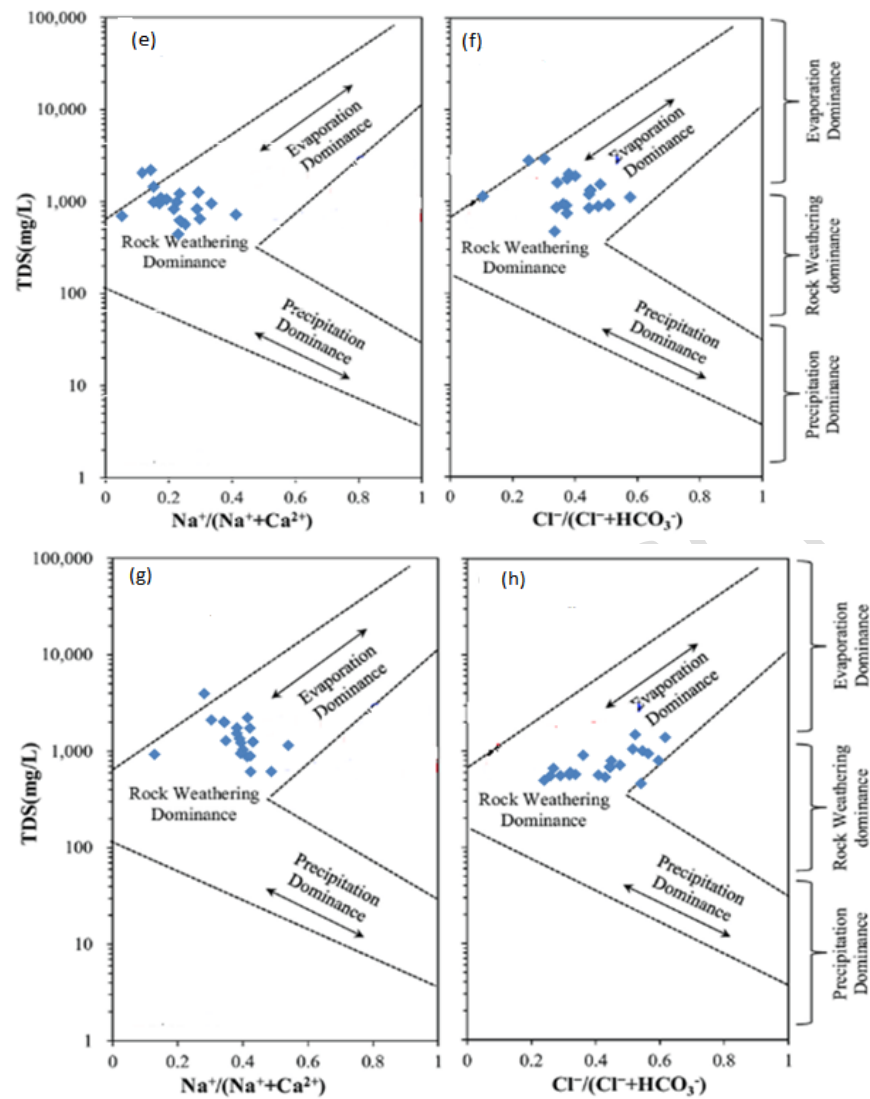 (e)
(f)
100,000
10,000
1,000
100
10
1
TDS(mg/L)
Evaporation
Dominance
Rock Weathering
Dominance
Precipitation
Dominance
0
0.2
0.4
0.6
0.8
1
Na⁺/(Na⁺+Ca²⁺)
Evaporation
Dominance
Rock Weathering
Dominance
Precipitation
Dominance
0
0.2
0.4
0.6
0.8
1
Cl⁻/(Cl⁻+HCO₃⁻)
Evaporation
Dominance
Rock Weathering
dominance
Precipitation
Dominance
(g)
(h)
100,000
10,000
1,000
100
10
1
TDS(mg/L)
Evaporation
Dominance
Rock Weathering
Dominance
Precipitation
Dominance
0
0.2
0.4
0.6
0.8
1
Na⁺/(Na⁺+Ca²⁺)
Evaporation
Dominance
Rock Weathering
Dominance
Precipitation
Dominance
0
0.2
0.4
0.6
0.8
1
Cl⁻/(Cl⁻+HCO₃⁻)
Evaporation
Dominance
Rock Weathering
dominance
Precipitation
Dominance